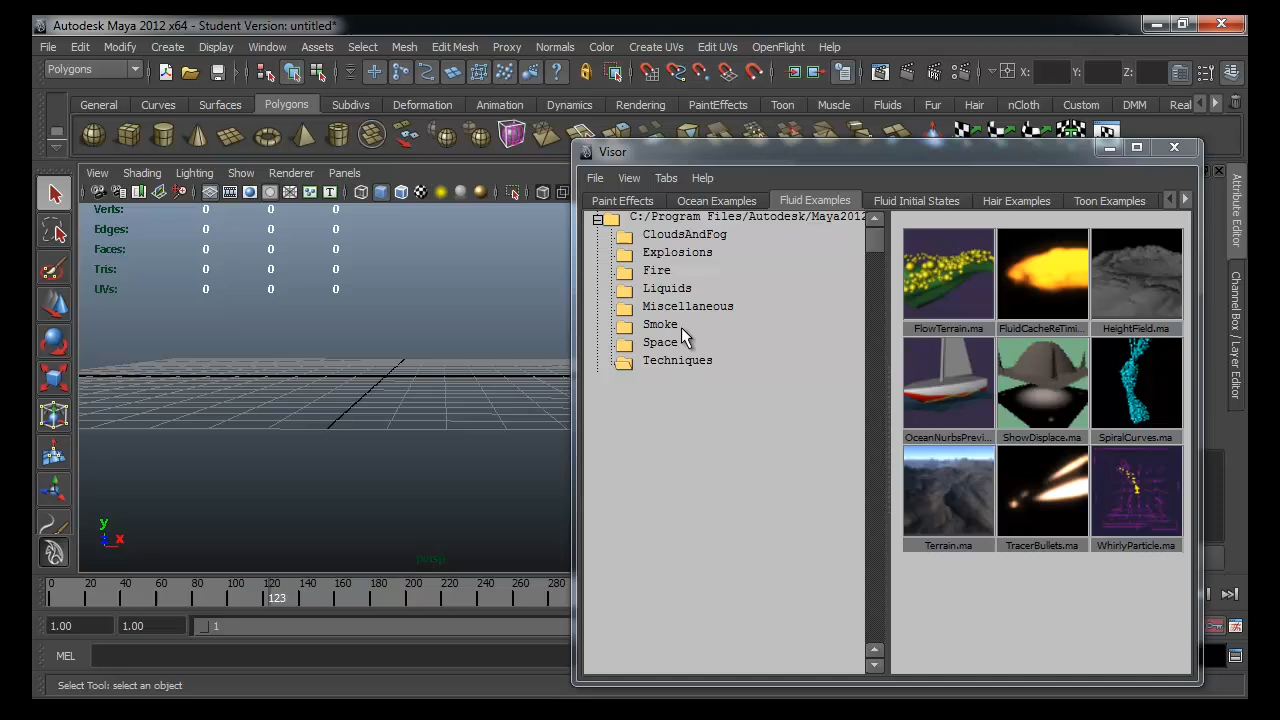 Autodesk Maya 2012 x64 - Student Version: untitled*
File Edit Modify Create Display Window Assets Select Mesh Edit Mesh Proxy Normals Color Create UVs Edit UVs OpenFlight Help
Polygons X: Y: Z:
General Curves Surfaces Polygons Subdivs Deformation Animation Dynamics Rendering PaintEffects Toon Muscle Fluids Fur Hair nCloth Custom DMM Real
View Shading Lighting Show Renderer Panels
Verts: 0 0 0
Edges: 0 0 0
Faces: 0 0 0
Tris: 0 0 0
UVs: 0 0 0
y
z x
persp
Visor
File View Tabs Help
Paint Effects Ocean Examples Fluid Examples Fluid Initial States Hair Examples Toon Examples
C:/Program Files/Autodesk/Maya2012
CloudsAndFog
Explosions
Fire
Liquids
Miscellaneous
Smoke
Space
Techniques
FlowTerrain.ma FluidCacheReTimi... HeightField.ma
OceanNurbsPrevi... ShowDisplace.ma SpiralCurves.ma
Terrain.ma TracerBullets.ma WhirlyParticle.ma
Attribute Editor
Channel Box / Layer Editor
0 20 40 60 80 100 120 140 160 180 200 220 240 260 280
123
1.00 1.00 1
MEL
Select Tool: select an object